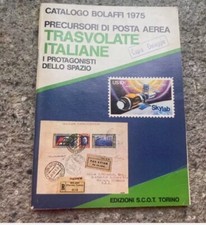 CATALOGO BOLAFFI 1975
PRECURSORI DI POSTA AEREA
TRASVOLATE
ITALIANE
I PROTAGONISTI
DELLO SPAZIO
Skylab
EDIZIONI S.C.O.T. TORINO